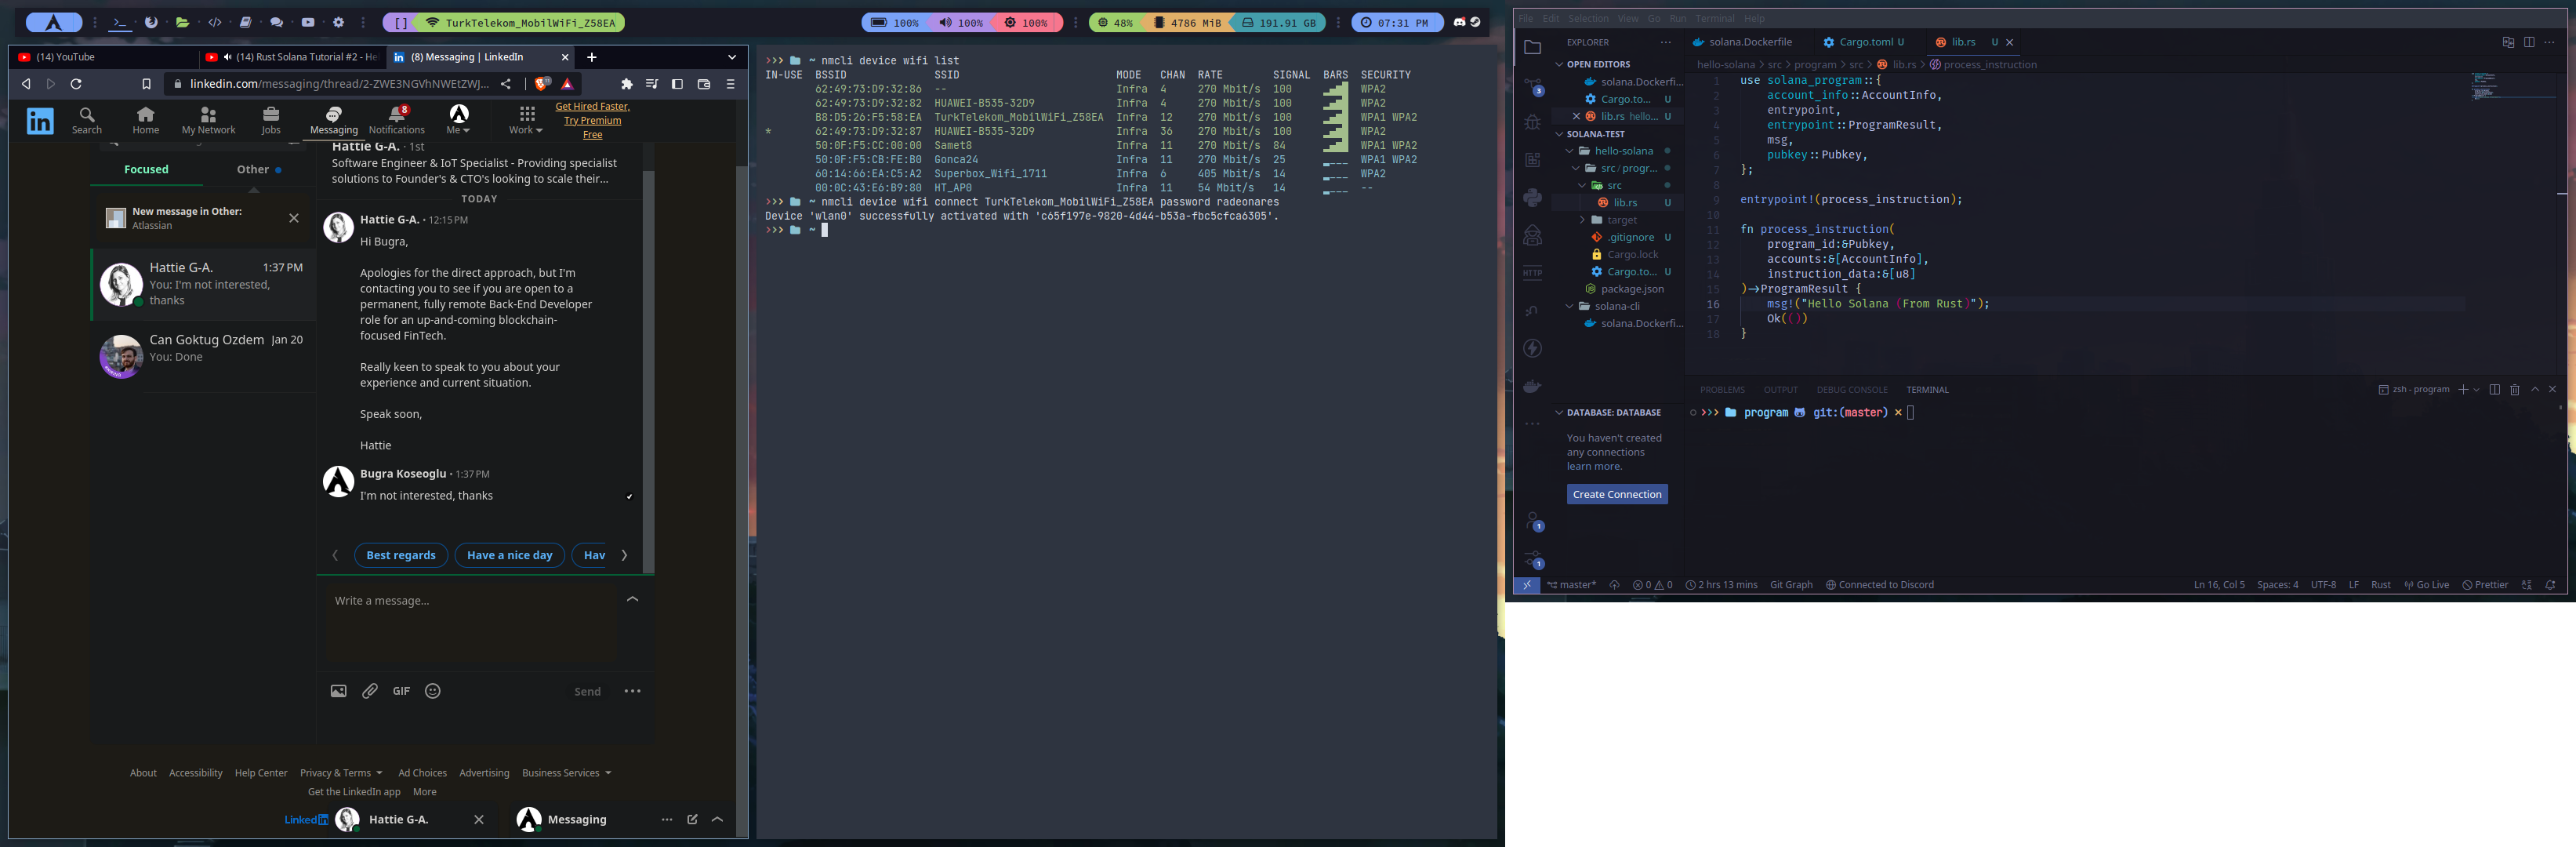 [] TurkTelekom_MobilWiFi_Z58EA
100% 100% 100%
48% 4786 MiB 191.91 GB
07:31 PM
(14) YouTube
(14) Rust Solana Tutorial #2 - He
(8) Messaging | LinkedIn
linkedin.com/messaging/thread/2-ZWE3NGVhNWEtZWJ...
in
Search
Home
My Network
Jobs
Messaging
8
Notifications
Me
Work
Get Hired Faster,
Try Premium
Free
Focused
Other
New message in Other:
Atlassian
Hattie G-A. 1:37 PM
You: I'm not interested,
thanks
Can Goktug Ozdem Jan 20
You: Done
Hattie G-A. · 1st
Software Engineer & IoT Specialist - Providing specialist
solutions to Founder's & CTO's looking to scale their...
TODAY
Hattie G-A. • 12:15 PM
Hi Bugra,
Apologies for the direct approach, but I'm
contacting you to see if you are open to a
permanent, fully remote Back-End Developer
role for an up-and-coming blockchain-
focused FinTech.
Really keen to speak to you about your
experience and current situation.
Speak soon,
Hattie
Bugra Koseoglu • 1:37 PM
I'm not interested, thanks
Best regards
Have a nice day
Hav
Write a message...
GIF
Send
About Accessibility Help Center Privacy & Terms Ad Choices Advertising Business Services
Get the LinkedIn app More
LinkedIn Hattie G-A.
Messaging
>>> ~ nmcli device wifi list
IN-USE BSSID SSID MODE CHAN RATE SIGNAL BARS SECURITY
62:49:73:D9:32:86 -- Infra 4 270 Mbit/s 100 WPA2
62:49:73:D9:32:82 HUAWEI-B535-32D9 Infra 4 270 Mbit/s 100 WPA2
B8:D5:26:F5:58:EA TurkTelekom_MobilWiFi_Z58EA Infra 12 270 Mbit/s 100 WPA1 WPA2
* 62:49:73:D9:32:87 HUAWEI-B535-32D9 Infra 36 270 Mbit/s 100 WPA2
50:0F:F5:CC:00:00 Samet8 Infra 11 270 Mbit/s 84 WPA1 WPA2
50:0F:F5:CB:FE:B0 Gonca24 Infra 11 270 Mbit/s 25 WPA1 WPA2
60:14:66:EA:C5:A2 Superbox_Wifi_1711 Infra 6 405 Mbit/s 14 WPA2
00:0C:43:E6:B9:80 HT_AP0 Infra 11 54 Mbit/s 14 --
>>> ~ nmcli device wifi connect TurkTelekom_MobilWiFi_Z58EA password radeonares
Device 'wlan0' successfully activated with 'c65f197e-9820-4d44-b53a-fbc5cfca6305'.
>>> ~
File Edit Selection View Go Run Terminal Help
EXPLORER ...
OPEN EDITORS
solana.Dockerfi...
Cargo.to... U
lib.rs hello... U
SOLANA-TEST
hello-solana
src / progr...
src
lib.rs U
target
.gitignore U
Cargo.lock
Cargo.to... U
package.json
solana-cli
solana.Dockerfi...
3
HTTP
1
1
DATABASE: DATABASE
You haven't created
any connections
learn more.
Create Connection
solana.Dockerfile
Cargo.toml U
lib.rs U
hello-solana > src > program > src > lib.rs > process_instruction
1 use solana_program::{
2 account_info::AccountInfo,
3 entrypoint,
4 entrypoint::ProgramResult,
5 msg,
6 pubkey::Pubkey,
7 };
8
9 entrypoint!(process_instruction);
10
11 fn process_instruction(
12 program_id:&Pubkey,
13 accounts:&[AccountInfo],
14 instruction_data:&[u8]
15 )->ProgramResult {
16 msg!("Hello Solana (From Rust)");
17 Ok(())
18 }
PROBLEMS OUTPUT DEBUG CONSOLE TERMINAL
zsh - program
>>> program git:(master) ×
master* 0 0 2 hrs 13 mins Git Graph Connected to Discord
Ln 16, Col 5 Spaces: 4 UTF-8 LF Rust Go Live Prettier